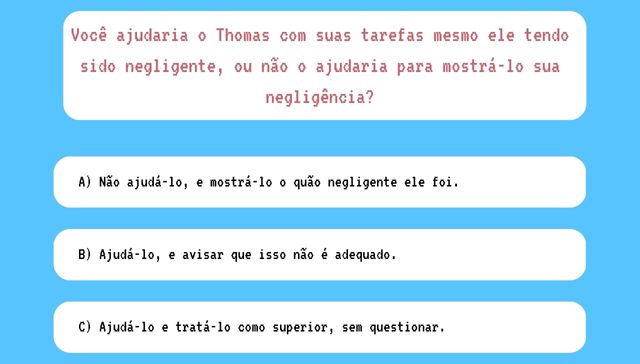 Você ajudaria o Thomas com suas tarefas mesmo ele tendo
sido negligente, ou não o ajudaria para mostrá-lo sua
negligência?
A) Não ajudá-lo, e mostrá-lo o quão negligente ele foi.
B) Ajudá-lo, e avisar que isso não é adequado.
C) Ajudá-lo e tratá-lo como superior, sem questionar.